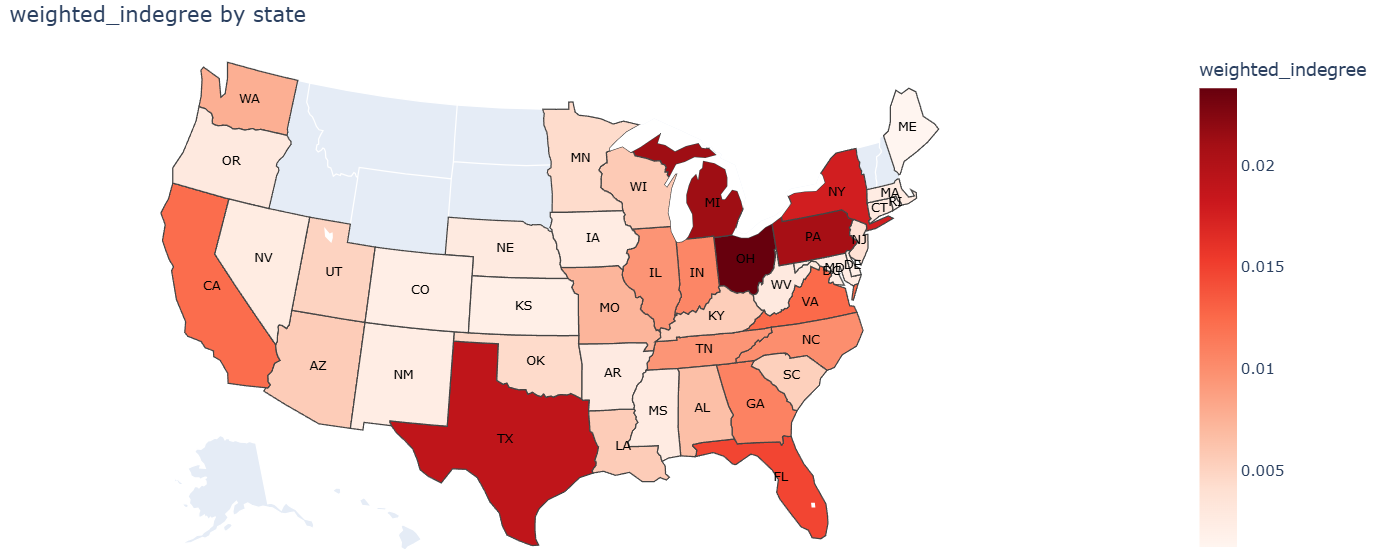 weighted_indegree by state
weighted_indegree
0.02
0.015
0.01
0.005
WA
OR
CA
NV
UT
AZ
NM
CO
NE
KS
OK
TX
MN
IA
MO
AR
LA
WI
IL
MS
MI
IN
KY
TN
AL
OH
WV
VA
NC
SC
GA
FL
PA
NY
NJ
DE
MD
DC
CT
RI
MA
ME